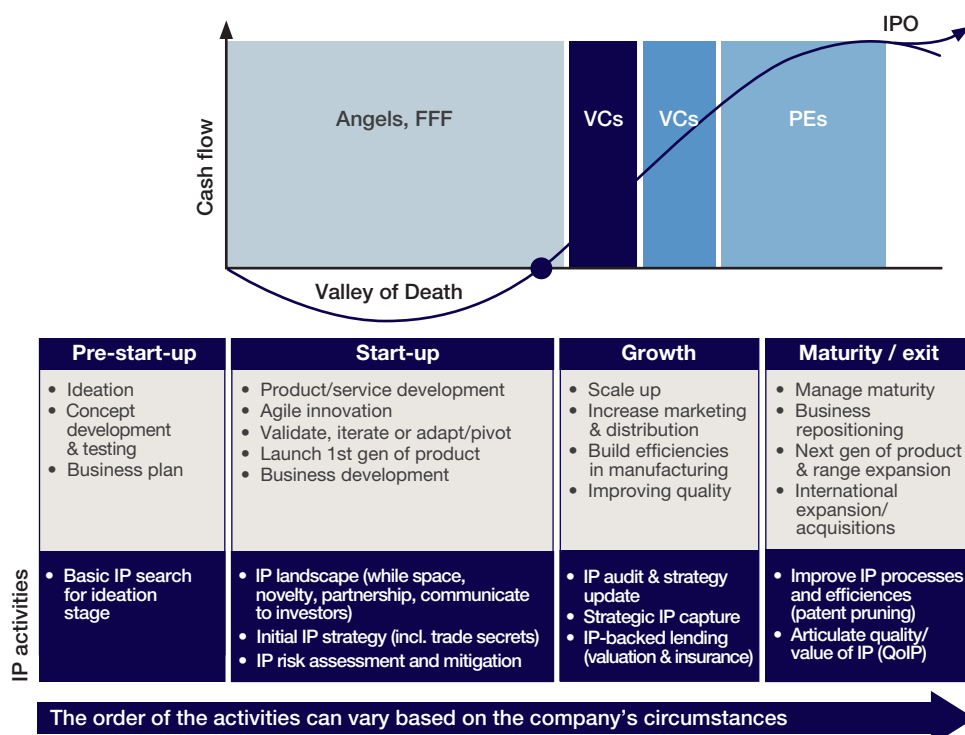 IPO
Cash flow
Angels, FFF
VCs
VCs
PEs
Valley of Death
Pre-start-up
• Ideation
• Concept
development
& testing
• Business plan
Start-up
• Product/service development
• Agile innovation
• Validate, iterate or adapt/pivot
• Launch 1st gen of product
• Business development
Growth
• Scale up
• Increase marketing
& distribution
• Build efficiencies
in manufacturing
• Improving quality
Maturity / exit
• Manage maturity
• Business
repositioning
• Next gen of product
& range expansion
• International
expansion/
acquisitions
IP activities
• Basic IP search
for ideation
stage
• IP landscape (while space,
novelty, partnership, communicate
to investors)
• Initial IP strategy (incl. trade secrets)
• IP risk assessment and mitigation
• IP audit & strategy
update
• Strategic IP capture
• IP-backed lending
(valuation & insurance)
• Improve IP processes
and efficiences
(patent pruning)
• Articulate quality/
value of IP (QoIP)
The order of the activities can vary based on the company's circumstances